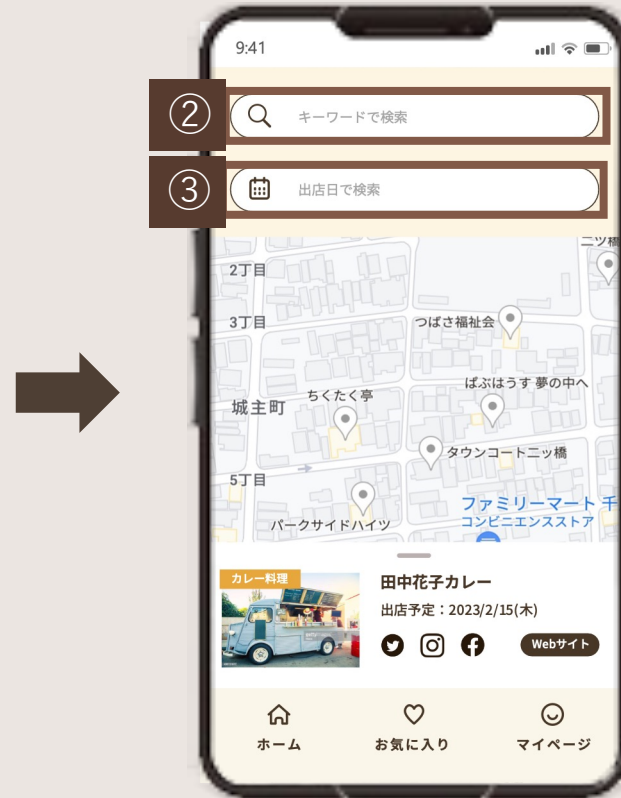 9:41
②
キーワードで検索
③
出店日で検索
二ツ橋
2丁目
3丁目
つばさ福祉会
ぱぶはうす 夢の中へ
ちくたく亭
城主町
タウンコート二ッ橋
5丁目
ファミリーマート 千
コンビニエンスストア
パークサイドハイツ
カレー料理
田中花子カレー
出店予定：2023/2/15(木)
Webサイト
ホーム
お気に入り
マイページ